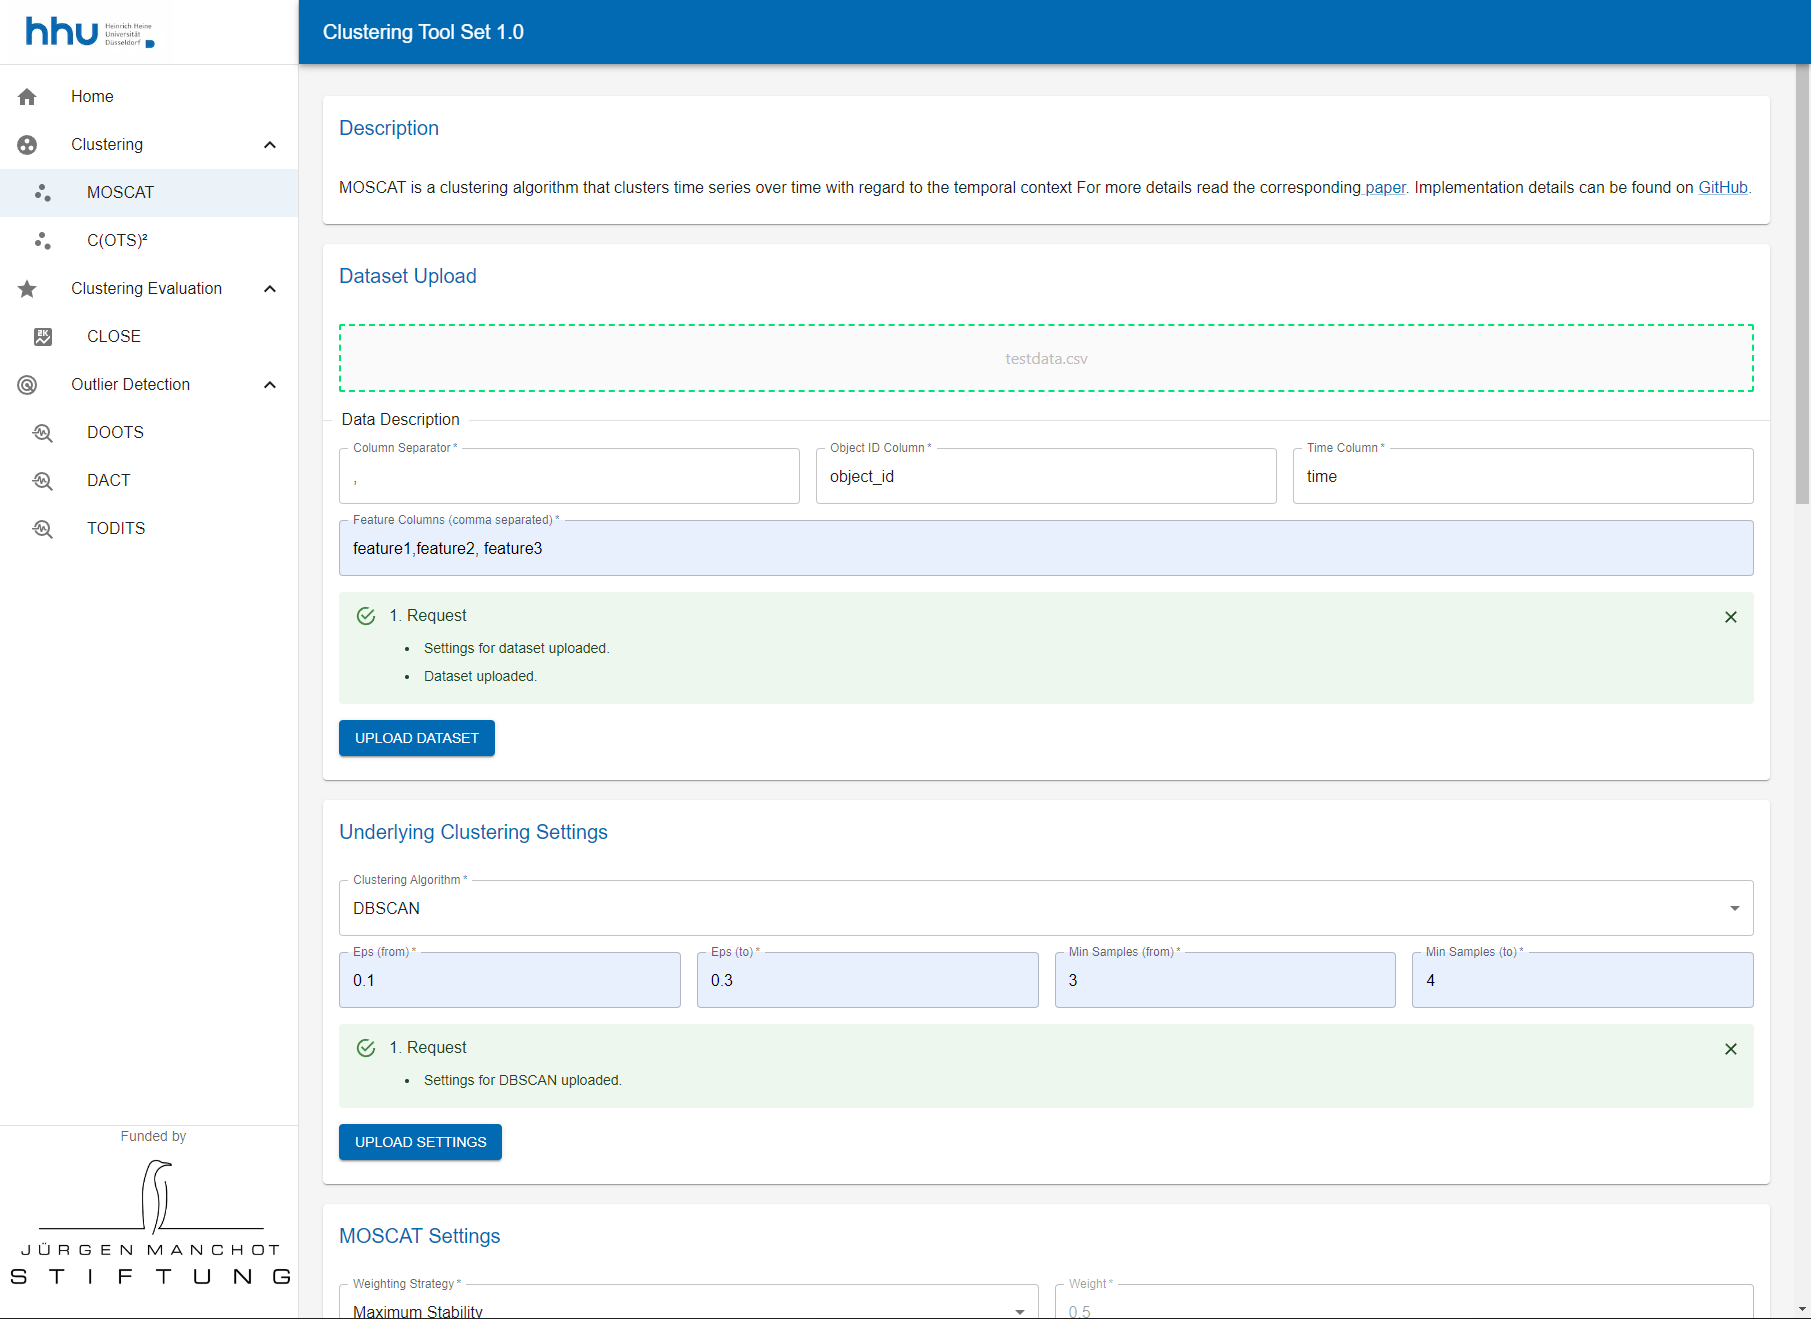 hhu Heinrich Heine
Universität
Düsseldorf
Clustering Tool Set 1.0
Home
Clustering
MOSCAT
C(OTS)²
Clustering Evaluation
CLOSE
Outlier Detection
DOOTS
DACT
TODITS
Funded by
JÜRGEN MANCHOT
STIFTUNG
Description
MOSCAT is a clustering algorithm that clusters time series over time with regard to the temporal context For more details read the corresponding paper. Implementation details can be found on GitHub.
Dataset Upload
testdata.csv
Data Description
Column Separator * Object ID Column * Time Column *
, object_id time
Feature Columns (comma separated) *
feature1,feature2, feature3
1. Request
• Settings for dataset uploaded.
• Dataset uploaded.
UPLOAD DATASET
Underlying Clustering Settings
Clustering Algorithm *
DBSCAN
Eps (from) * Eps (to) * Min Samples (from) * Min Samples (to) *
0.1 0.3 3 4
1. Request
• Settings for DBSCAN uploaded.
UPLOAD SETTINGS
MOSCAT Settings
Weighting Strategy * Weight *
Maximum Stability 0.5